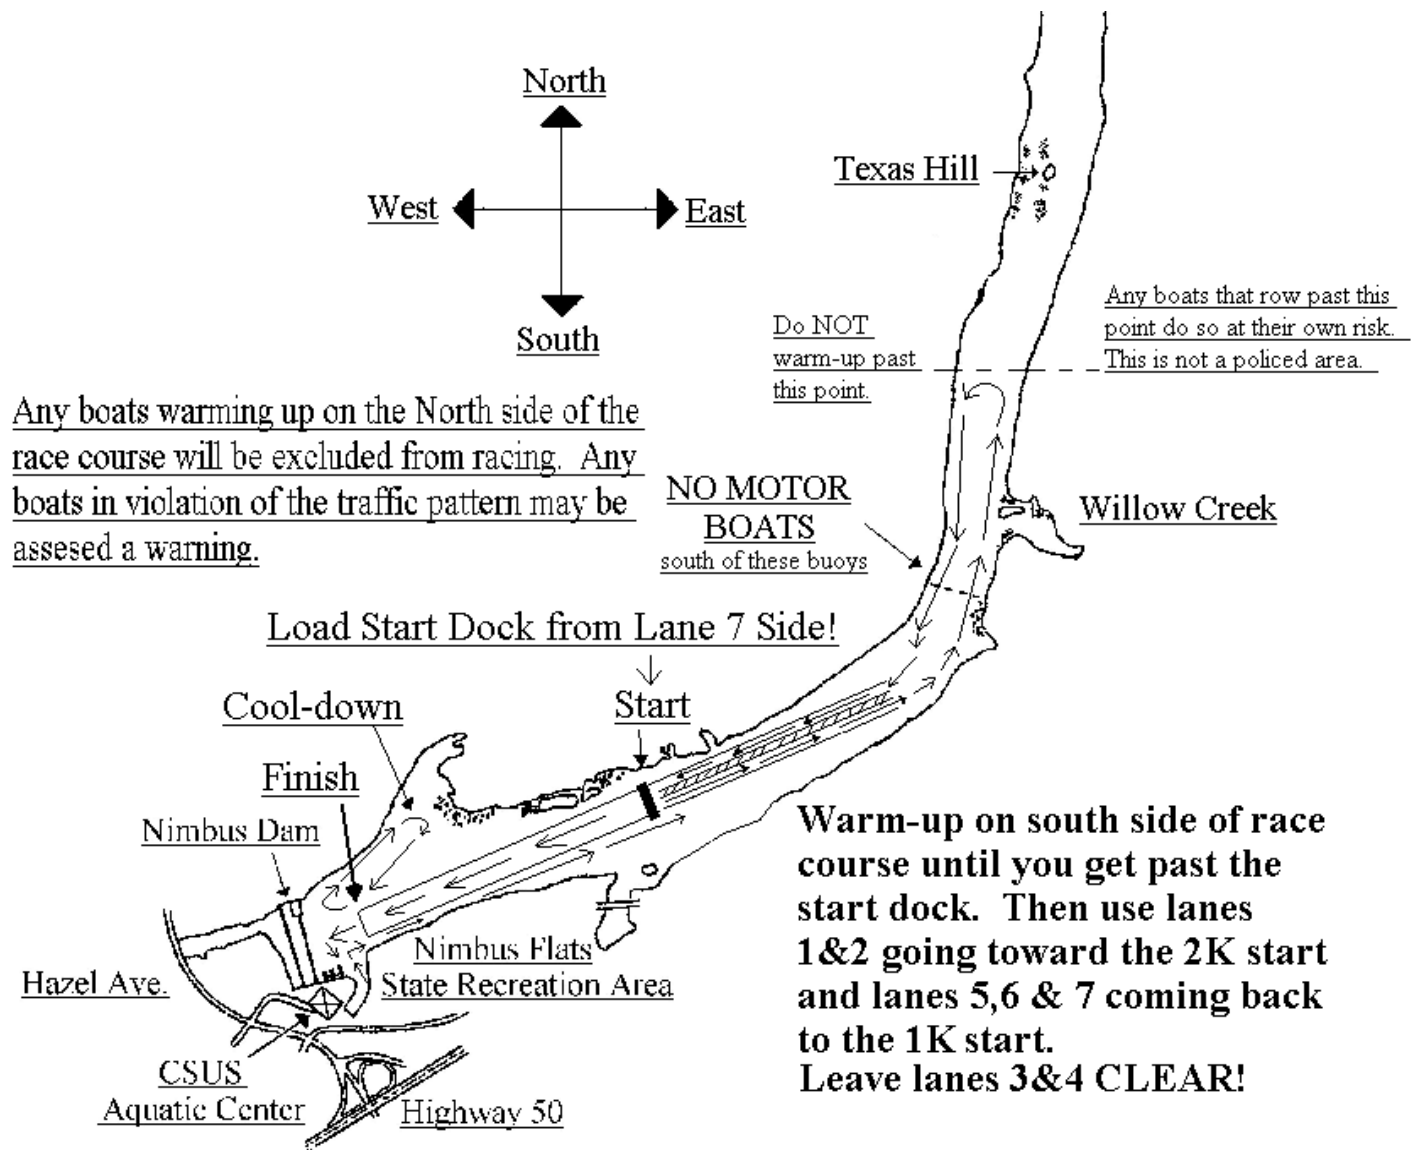 North
West
East
South
Texas Hill
Do NOT
warm-up past
this point.
Any boats that row past this
point do so at their own risk.
This is not a policed area.
Any boats warming up on the North side of the
race course will be excluded from racing. Any
boats in violation of the traffic pattern may be
assesed a warning.
NO MOTOR
BOATS
south of these buoys
Willow Creek
Load Start Dock from Lane 7 Side!
Start
Cool-down
Finish
Nimbus Dam
Nimbus Flats
State Recreation Area
Hazel Ave.
CSUS
Aquatic Center
Highway 50
Warm-up on south side of race
course until you get past the
start dock. Then use lanes
1&2 going toward the 2K start
and lanes 5,6 & 7 coming back
to the 1K start.
Leave lanes 3&4 CLEAR!